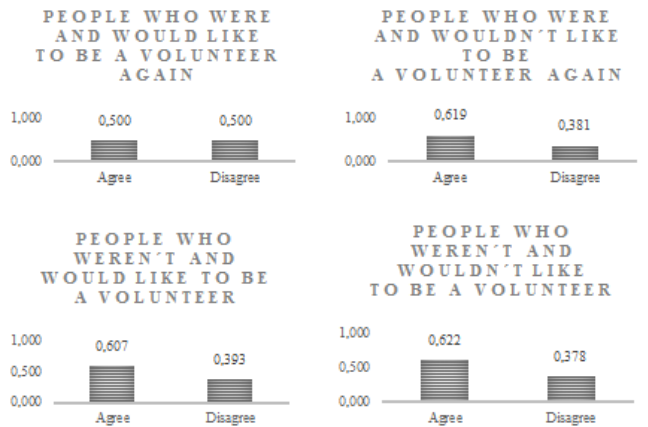 PEOPLE WHO WERE
AND WOULD LIKE
TO BE A VOLUNTEER
AGAIN
1,000
0,000
0,500
0,500
Agree
Disagree
PEOPLE WHO WERE
AND WOULDN´T LIKE
TO BE
A VOLUNTEER AGAIN
1,000
0,000
0,619
0,381
Agree
Disagree
PEOPLE WHO
WEREN´T AND
WOULD LIKE TO BE
A VOLUNTEER
1,000
0,500
0,000
0,607
0,393
Agree
Disagree
PEOPLE WHO
WEREN´T AND
WOULDN´T LIKE
TO BE A VOLUNTEER
1,000
0,500
0,000
0,622
0,378
Agree
Disagree